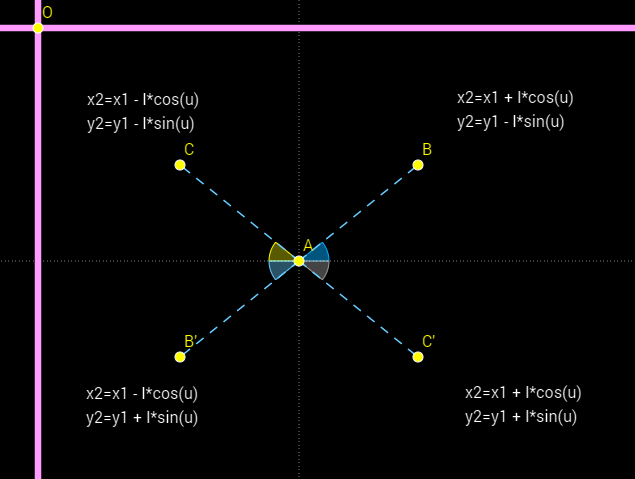 O
x2=x1 - l*cos(u)
y2=y1 - l*sin(u)
x2=x1 + l*cos(u)
y2=y1 - l*sin(u)
C
B
A
B'
C'
x2=x1 - l*cos(u)
y2=y1 + l*sin(u)
x2=x1 + l*cos(u)
y2=y1 + l*sin(u)